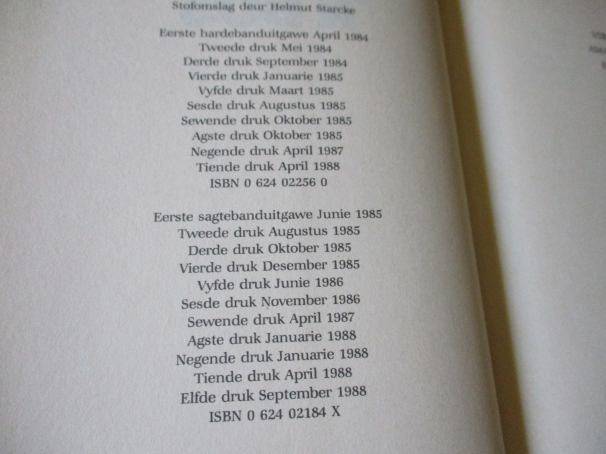 Stofomslag deur Helmut Starcke
Eerste hardebanduitgawe April 1984
Tweede druk Mei 1984
Derde druk September 1984
Vierde druk Januarie 1985
Vyfde druk Maart 1985
Sesde druk Augustus 1985
Sewende druk Oktober 1985
Agste druk Oktober 1985
Negende druk April 1987
Tiende druk April 1988
ISBN 0 624 02256 0
Eerste sagtebanduitgawe Junie 1985
Tweede druk Augustus 1985
Derde druk Oktober 1985
Vierde druk Desember 1985
Vyfde druk Junie 1986
Sesde druk November 1986
Sewende druk April 1987
Agste druk Januarie 1988
Negende druk Januarie 1988
Tiende druk April 1988
Elfde druk September 1988
ISBN 0 624 02184 X